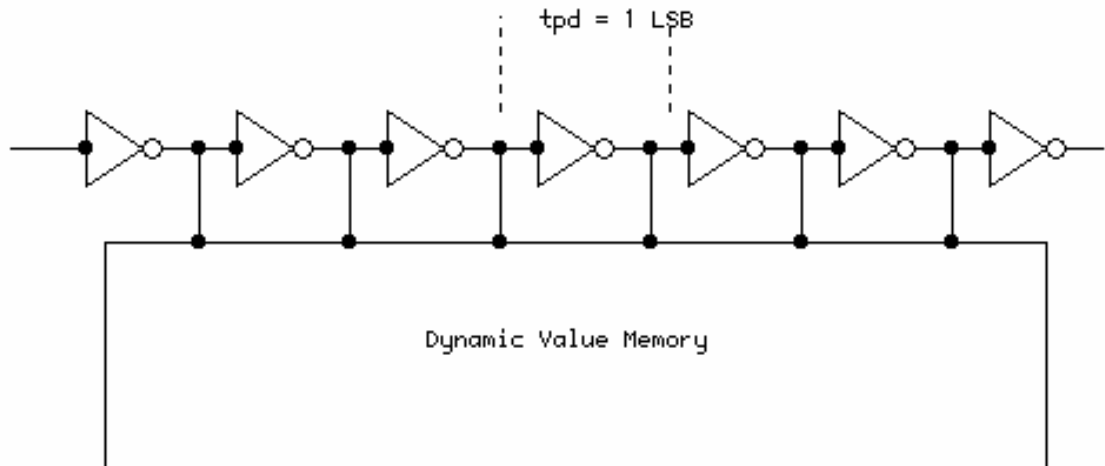 tpd = 1 LSB
Dynamic Value Memory